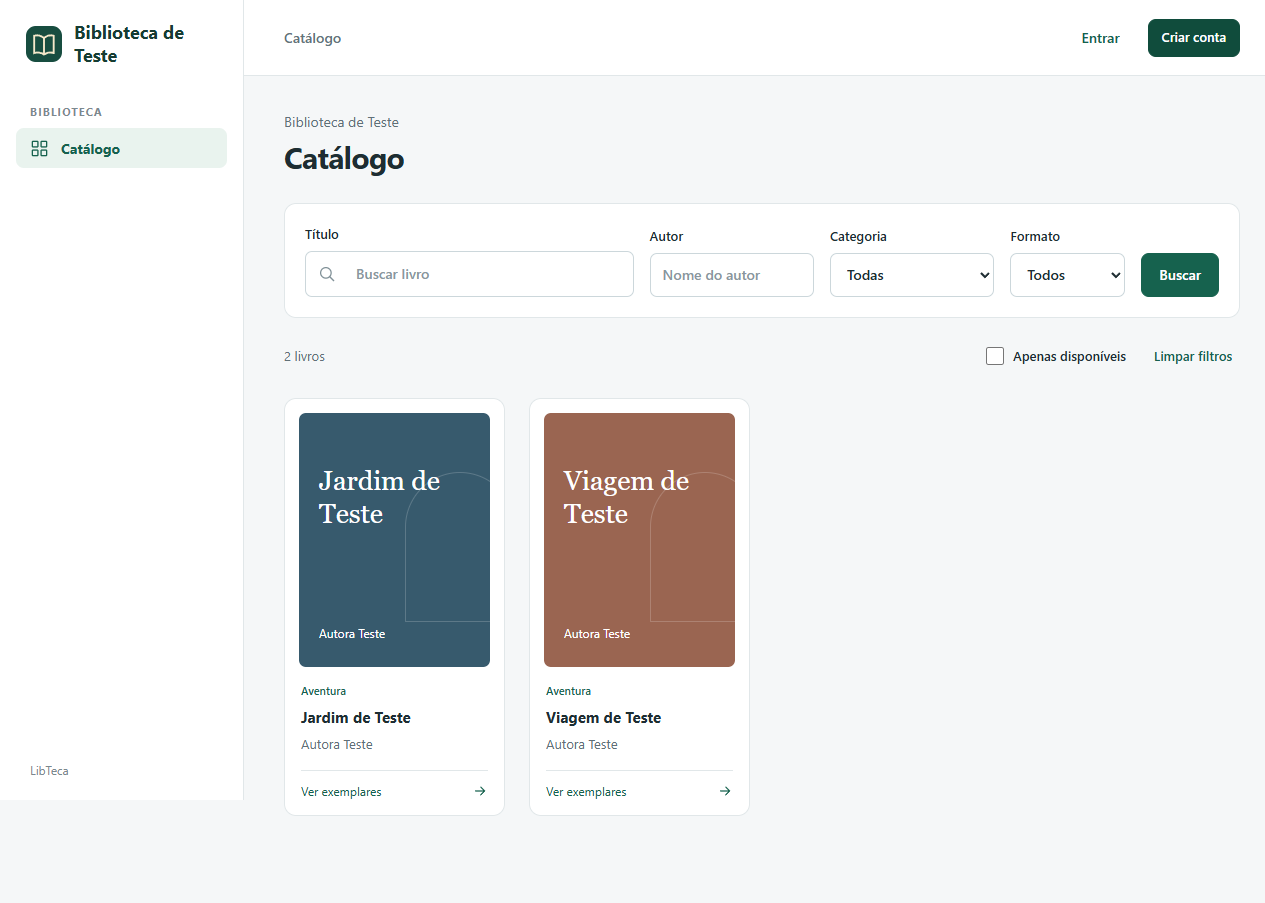 Biblioteca de
Teste
BIBLIOTECA
Catálogo
LibTeca
Catálogo
Entrar
Criar conta
Biblioteca de Teste
Catálogo
Título
Buscar livro
Autor
Nome do autor
Categoria
Todas
Formato
Todos
Buscar
2 livros
Apenas disponíveis
Limpar filtros
Jardim de
Teste
Autora Teste
Aventura
Jardim de Teste
Autora Teste
Ver exemplares
Viagem de
Teste
Autora Teste
Aventura
Viagem de Teste
Autora Teste
Ver exemplares